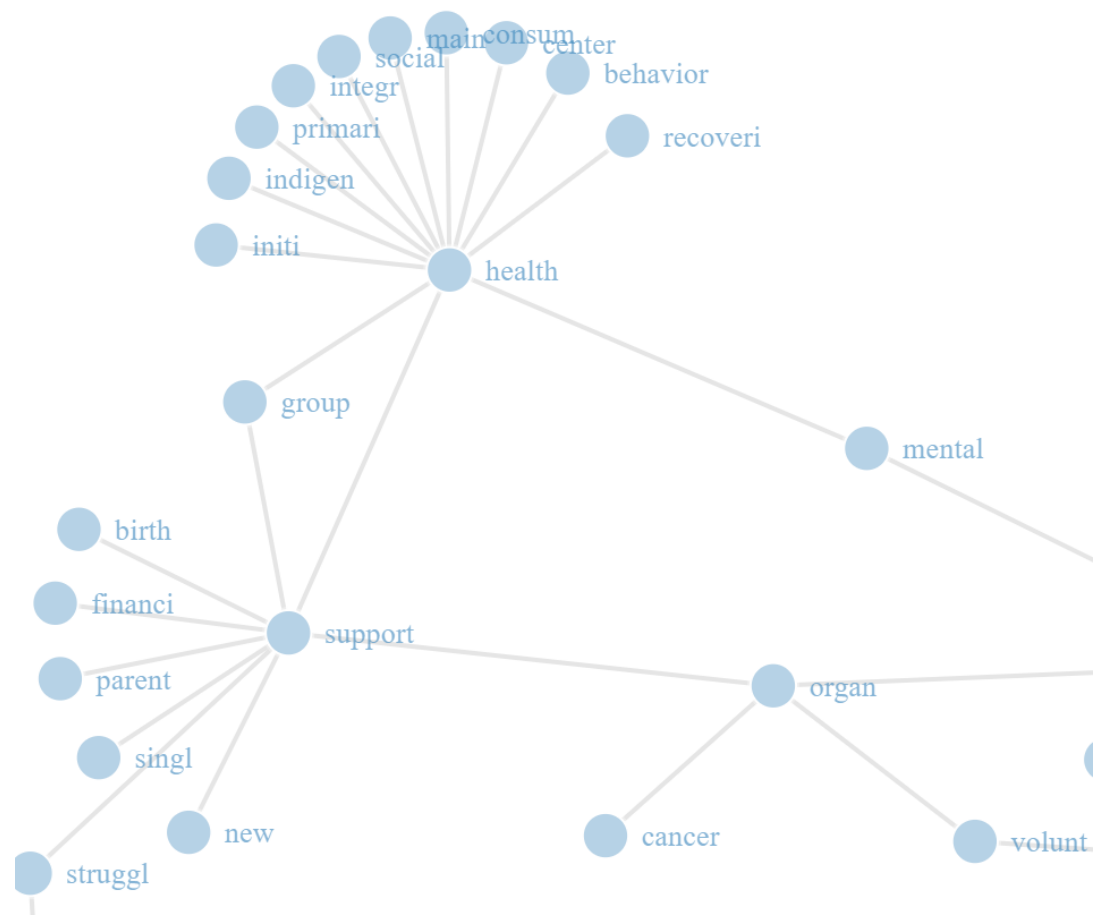 main
consum
center
social
behavior
integr
primari
recoveri
indigen
initi
health
group
mental
birth
financi
support
parent
organ
singl
new
cancer
volunt
struggl